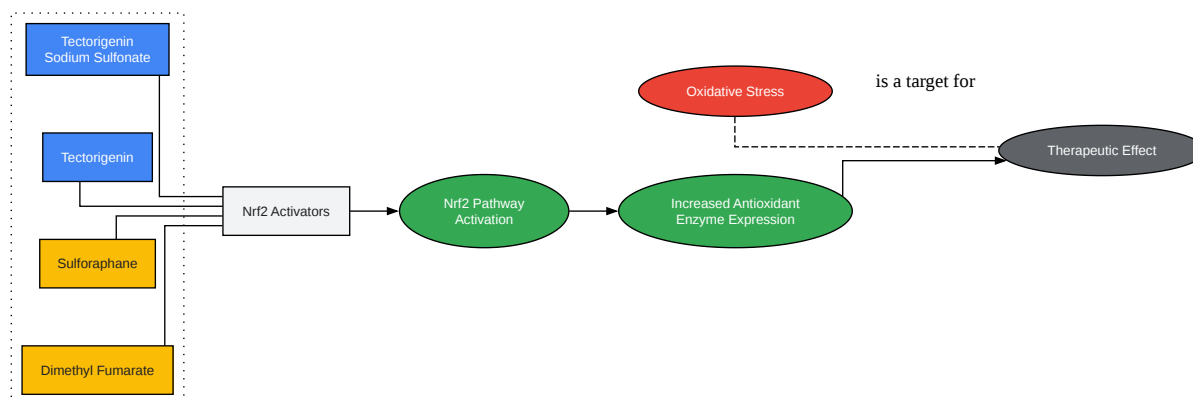 Tectorigenin
Sodium Sulfonate
Tectorigenin
Sulforaphane
Dimethyl Fumarate
Nrf2 Activators
Nrf2 Pathway
Activation
Increased Antioxidant
Enzyme Expression
Oxidative Stress
is a target for
Therapeutic Effect